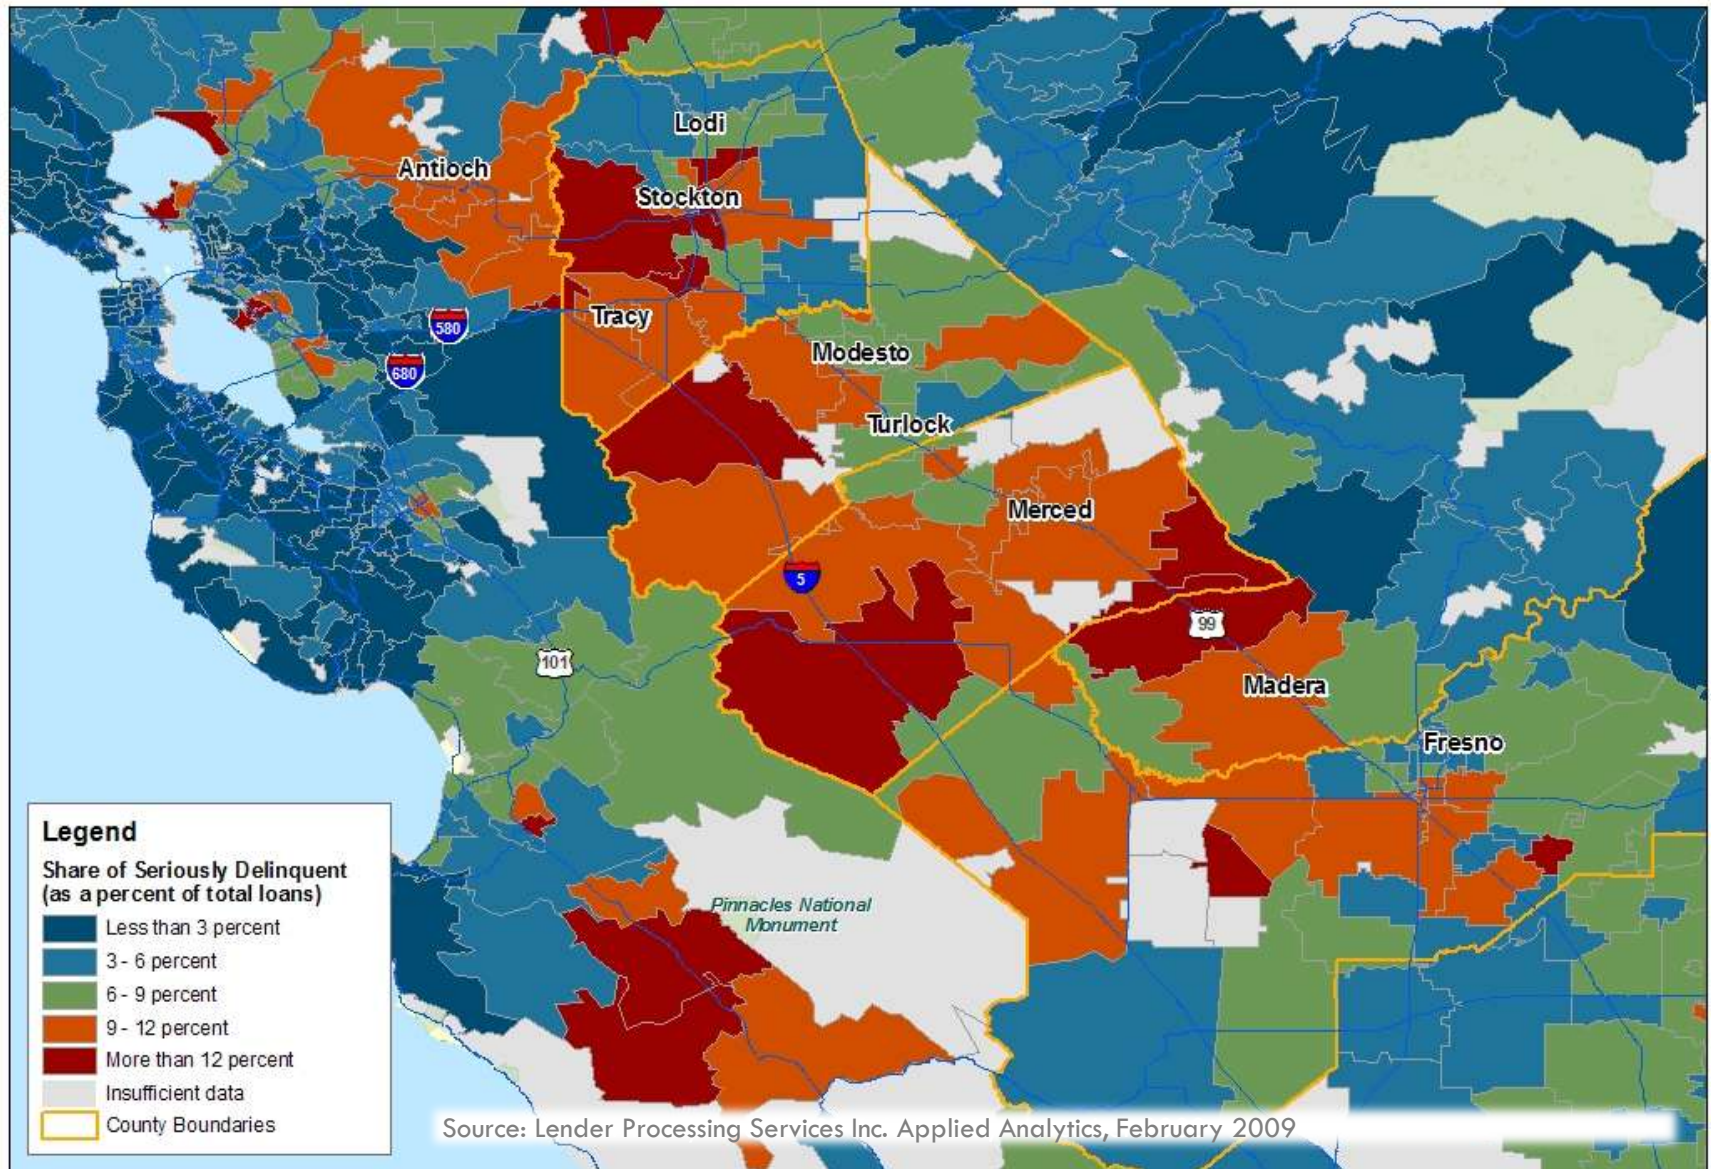 Lodi
Antioch
Stockton
Tracy
580
Modesto
680
Turlock
Merced
5
99
101
Madera
Fresno
Pinnacles National
Monument
Legend
Share of Seriously Delinquent
(as a percent of total loans)
Less than 3 percent
3 - 6 percent
6 - 9 percent
9 - 12 percent
More than 12 percent
Insufficient data
County Boundaries
Source: Lender Processing Services Inc. Applied Analytics, February 2009